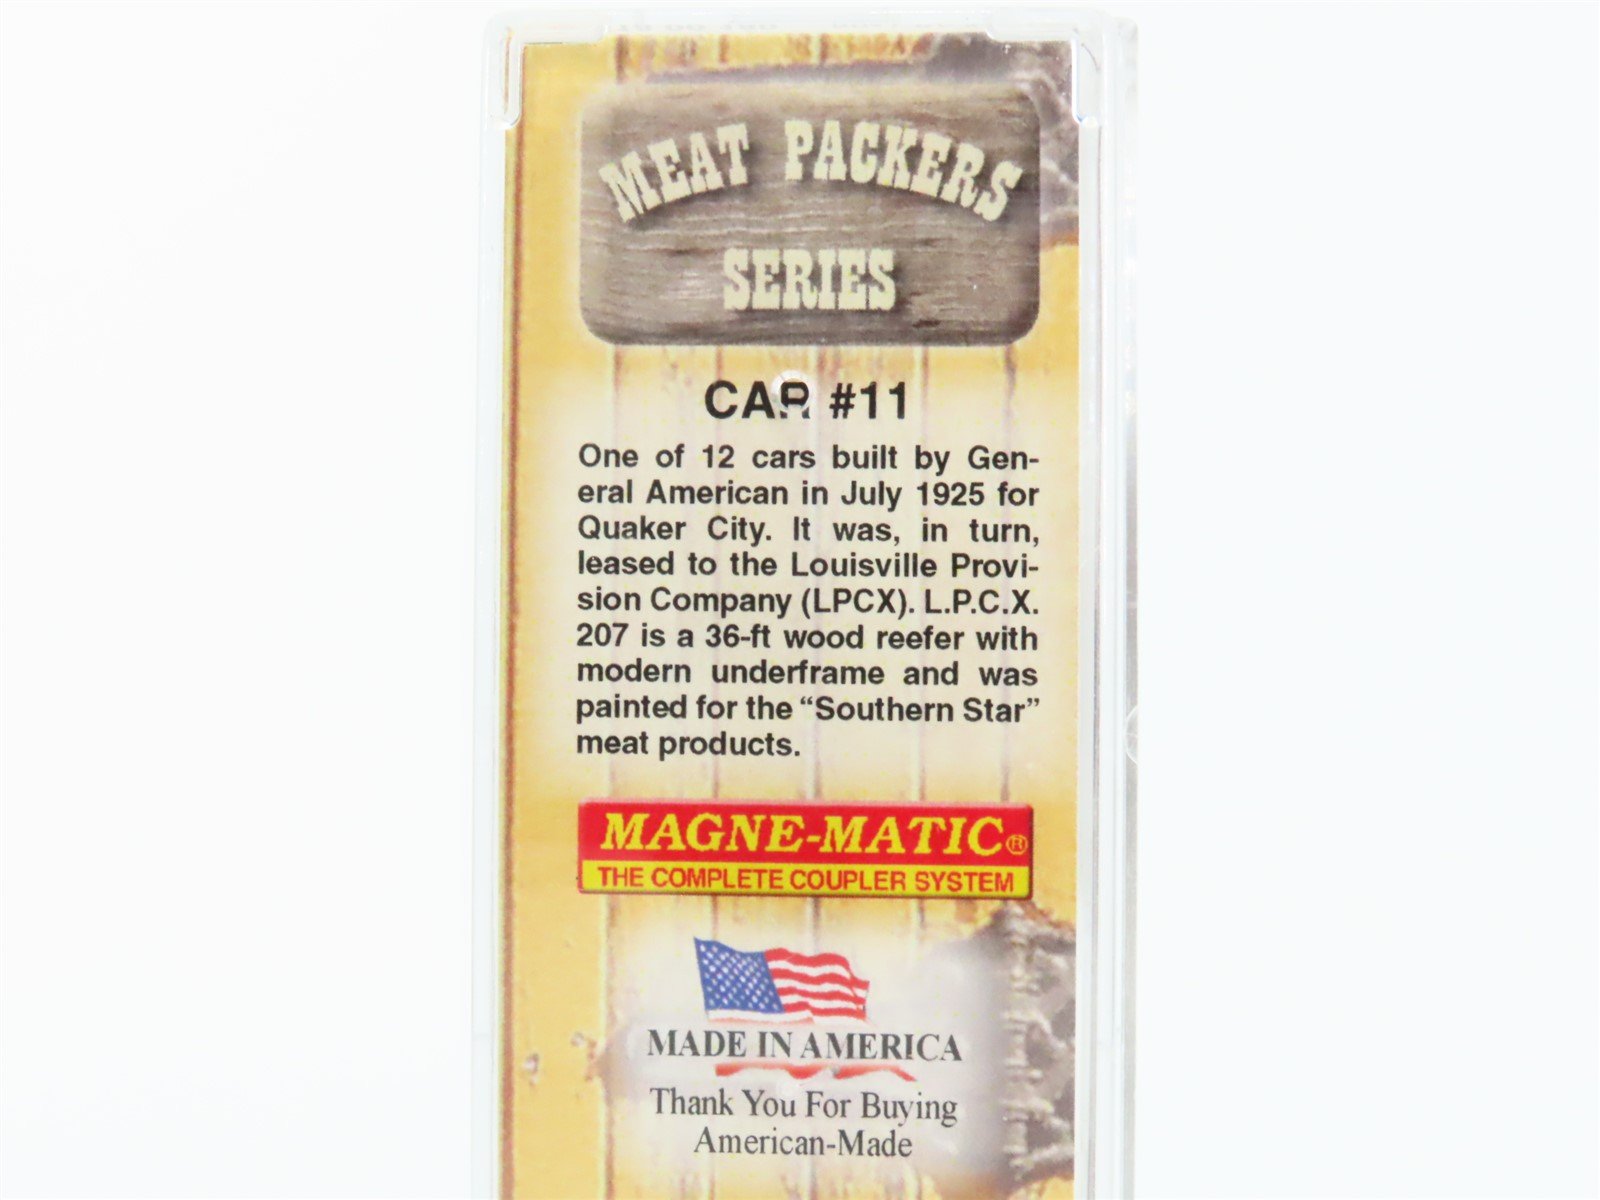 MEAT PACKERS
SERIES
CAR #11
One of 12 cars built by Gen-
eral American in July 1925 for
Quaker City. It was, in turn,
leased to the Louisville Provi-
sion Company (LPCX). L.P.C.X.
207 is a 36-ft wood reefer with
modern underframe and was
painted for the “Southern Star”
meat products.
MAGNE-MATIC®
THE COMPLETE COUPLER SYSTEM
MADE IN AMERICA
Thank You For Buying
American-Made